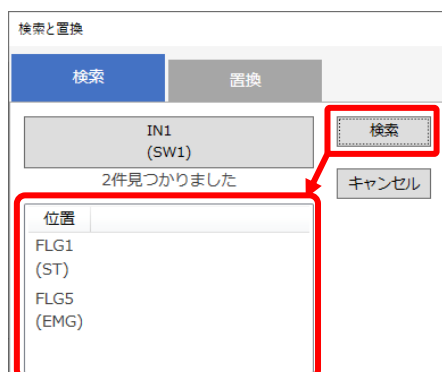 検索と置換
検索
置換
IN1
(SW1)
検索
2件見つかりました
キャンセル
位置
FLG1
(ST)
FLG5
(EMG)